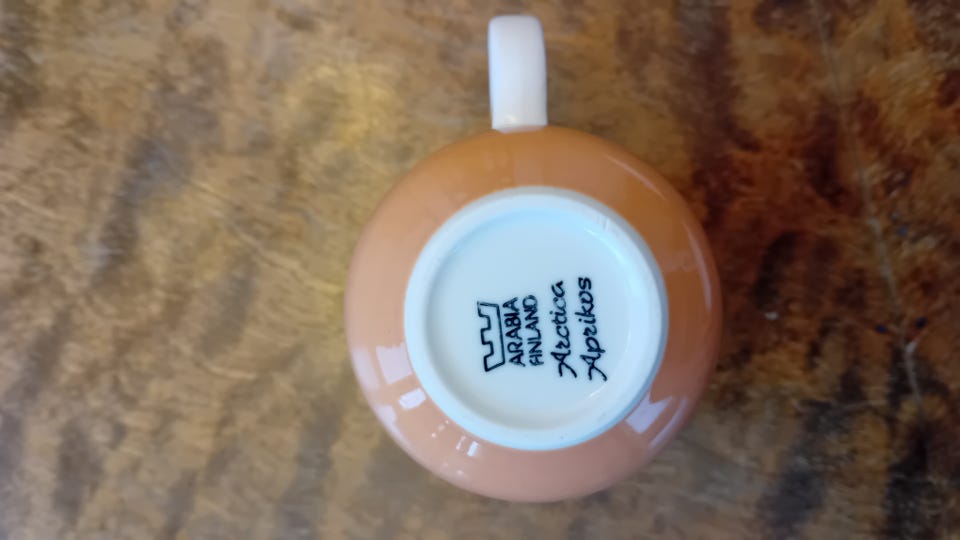 ARABIA
FINLAND
Arctica
Aprikos